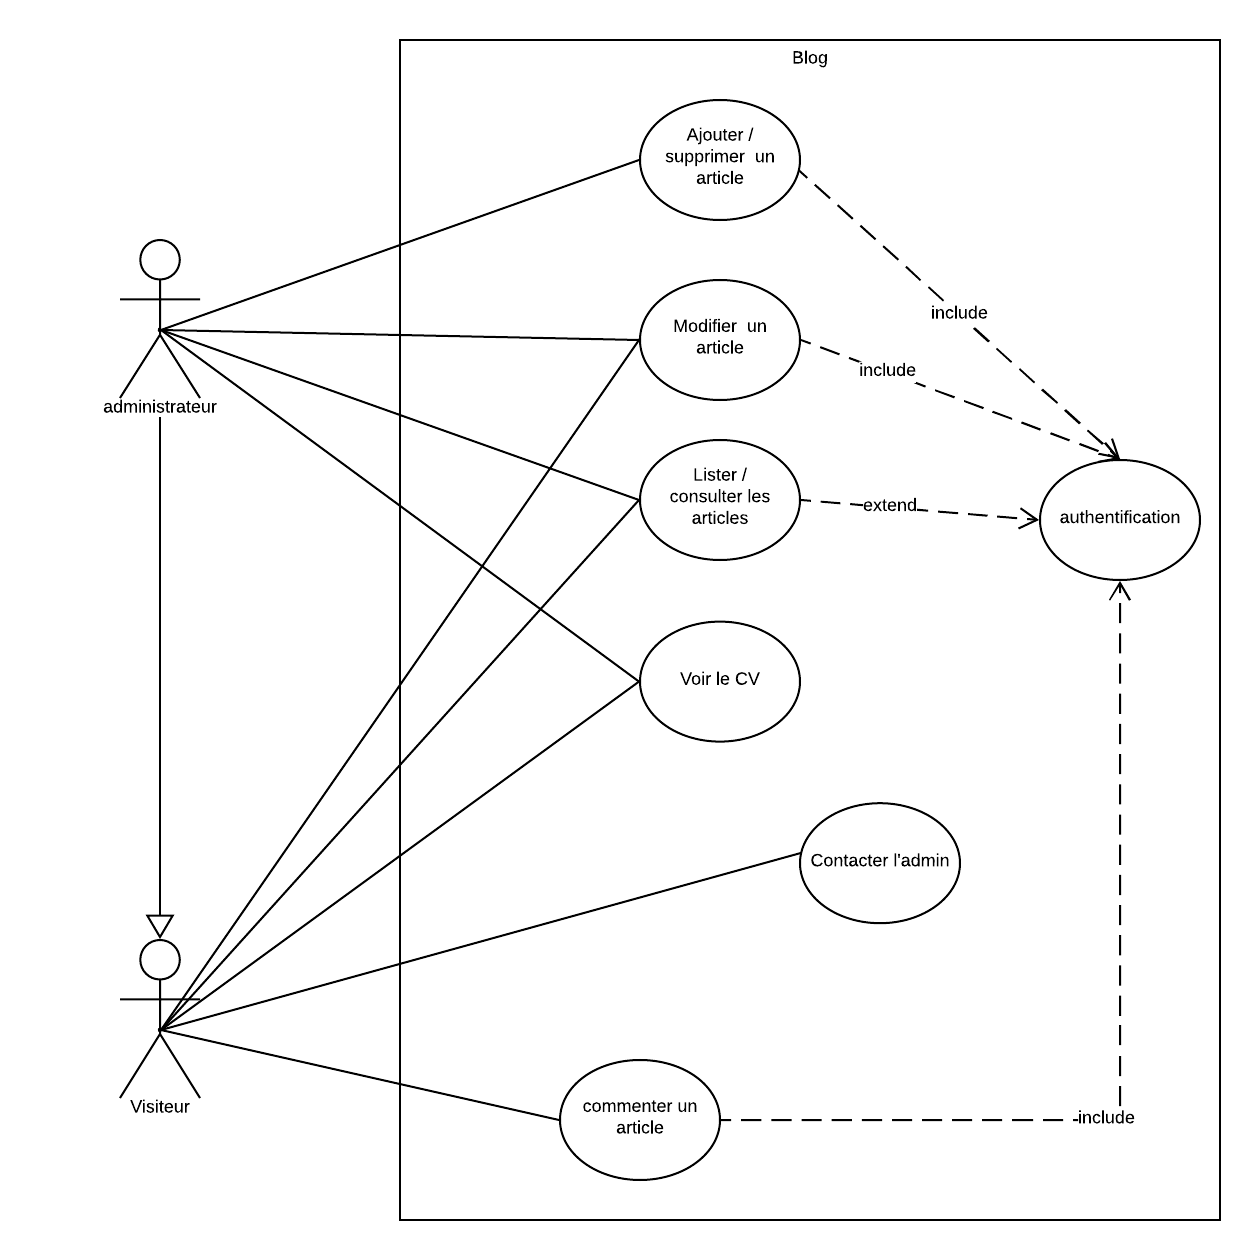 Blog
Ajouter /
supprimer  un
article
include
Modifier  un
article
include
administrateur
Lister /
consulter les
articles
extend
authentification
Voir le CV
Contacter l'admin
Visiteur
commenter un
article
include